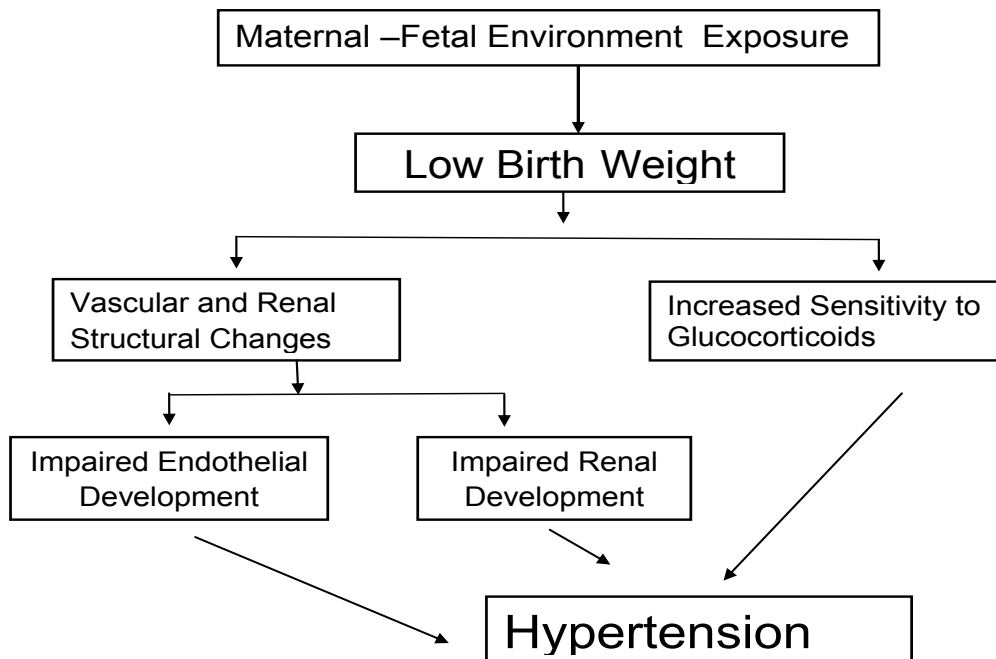 Maternal –Fetal Environment Exposure
Low Birth Weight
Vascular and Renal
Structural Changes
Increased Sensitivity to
Glucocorticoids
Impaired Endothelial
Development
Impaired Renal
Development
Hypertension